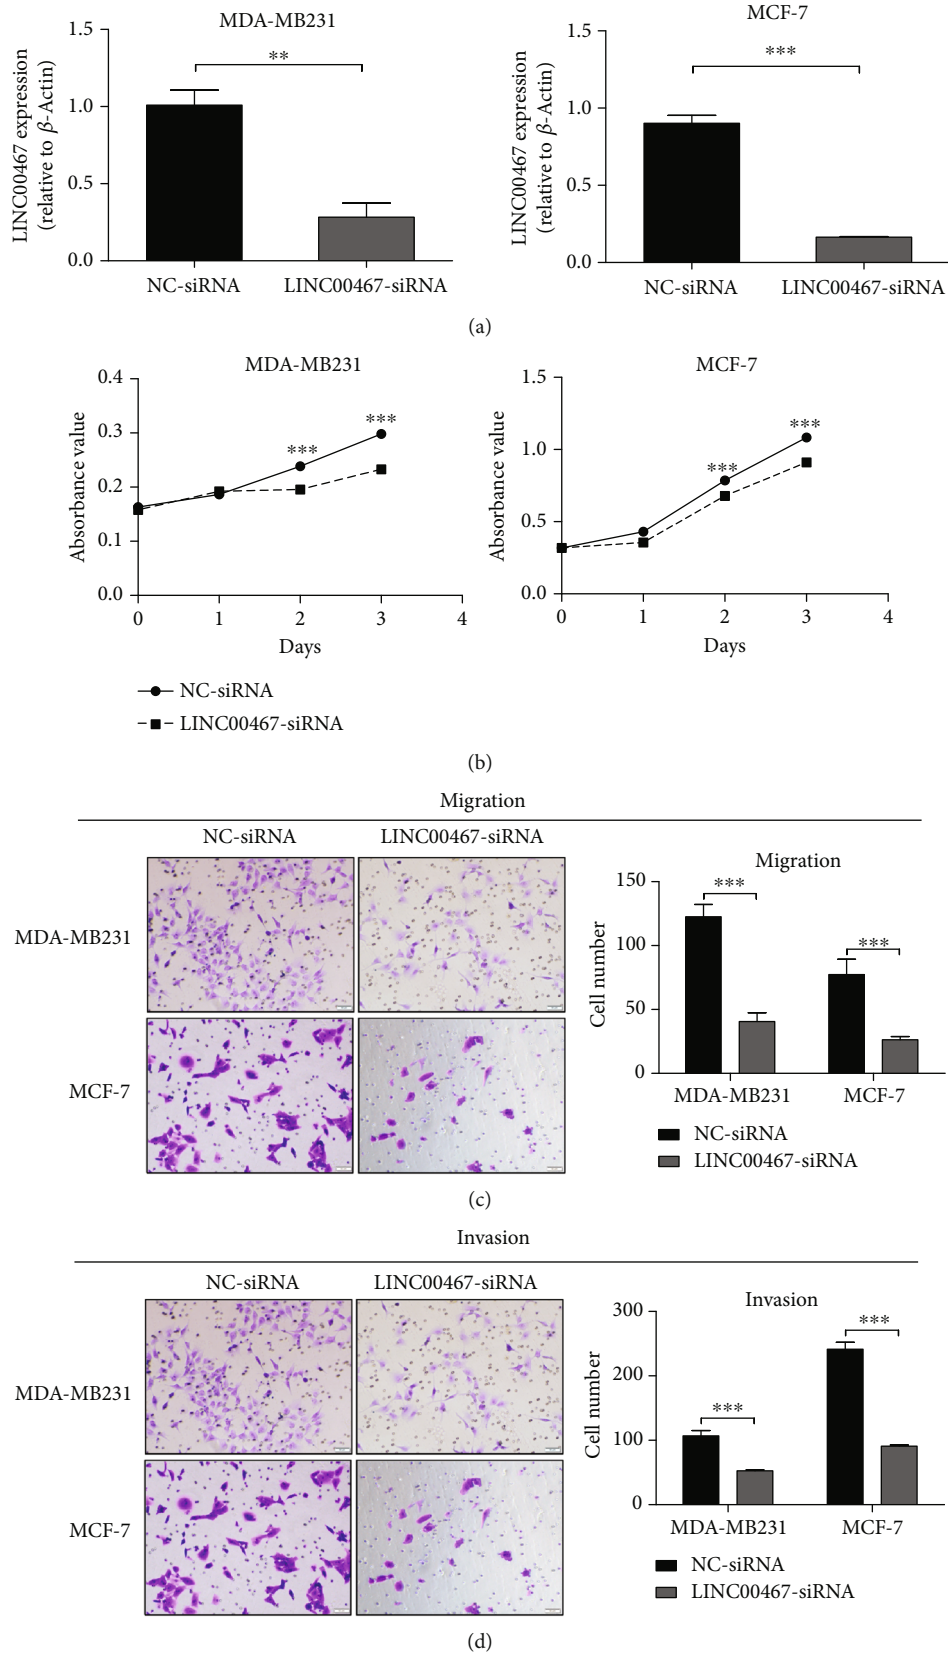 MDA-MB231
LINC00467 expression
(relative to β-Actin)
1.5
1.0
0.5
0.0
**
NC-siRNA
LINC00467-siRNA
MCF-7
LINC00467 expression
(relative to β-Actin)
1.5
1.0
0.5
0.0
***
NC-siRNA
LINC00467-siRNA
(a)
MDA-MB231
Absorbance value
0.4
0.3
0.2
0.1
0.0
***
***
0 1 2 3 4
Days
MCF-7
Absorbance value
1.5
1.0
0.5
0.0
***
***
0 1 2 3 4
Days
NC-siRNA
LINC00467-siRNA
(b)
Migration
NC-siRNA
LINC00467-siRNA
MDA-MB231
MCF-7
Migration
Cell number
150
100
50
0
***
***
MDA-MB231
MCF-7
NC-siRNA
LINC00467-siRNA
(c)
Invasion
NC-siRNA
LINC00467-siRNA
MDA-MB231
MCF-7
Invasion
Cell number
300
200
100
0
***
***
MDA-MB231
MCF-7
NC-siRNA
LINC00467-siRNA
(d)